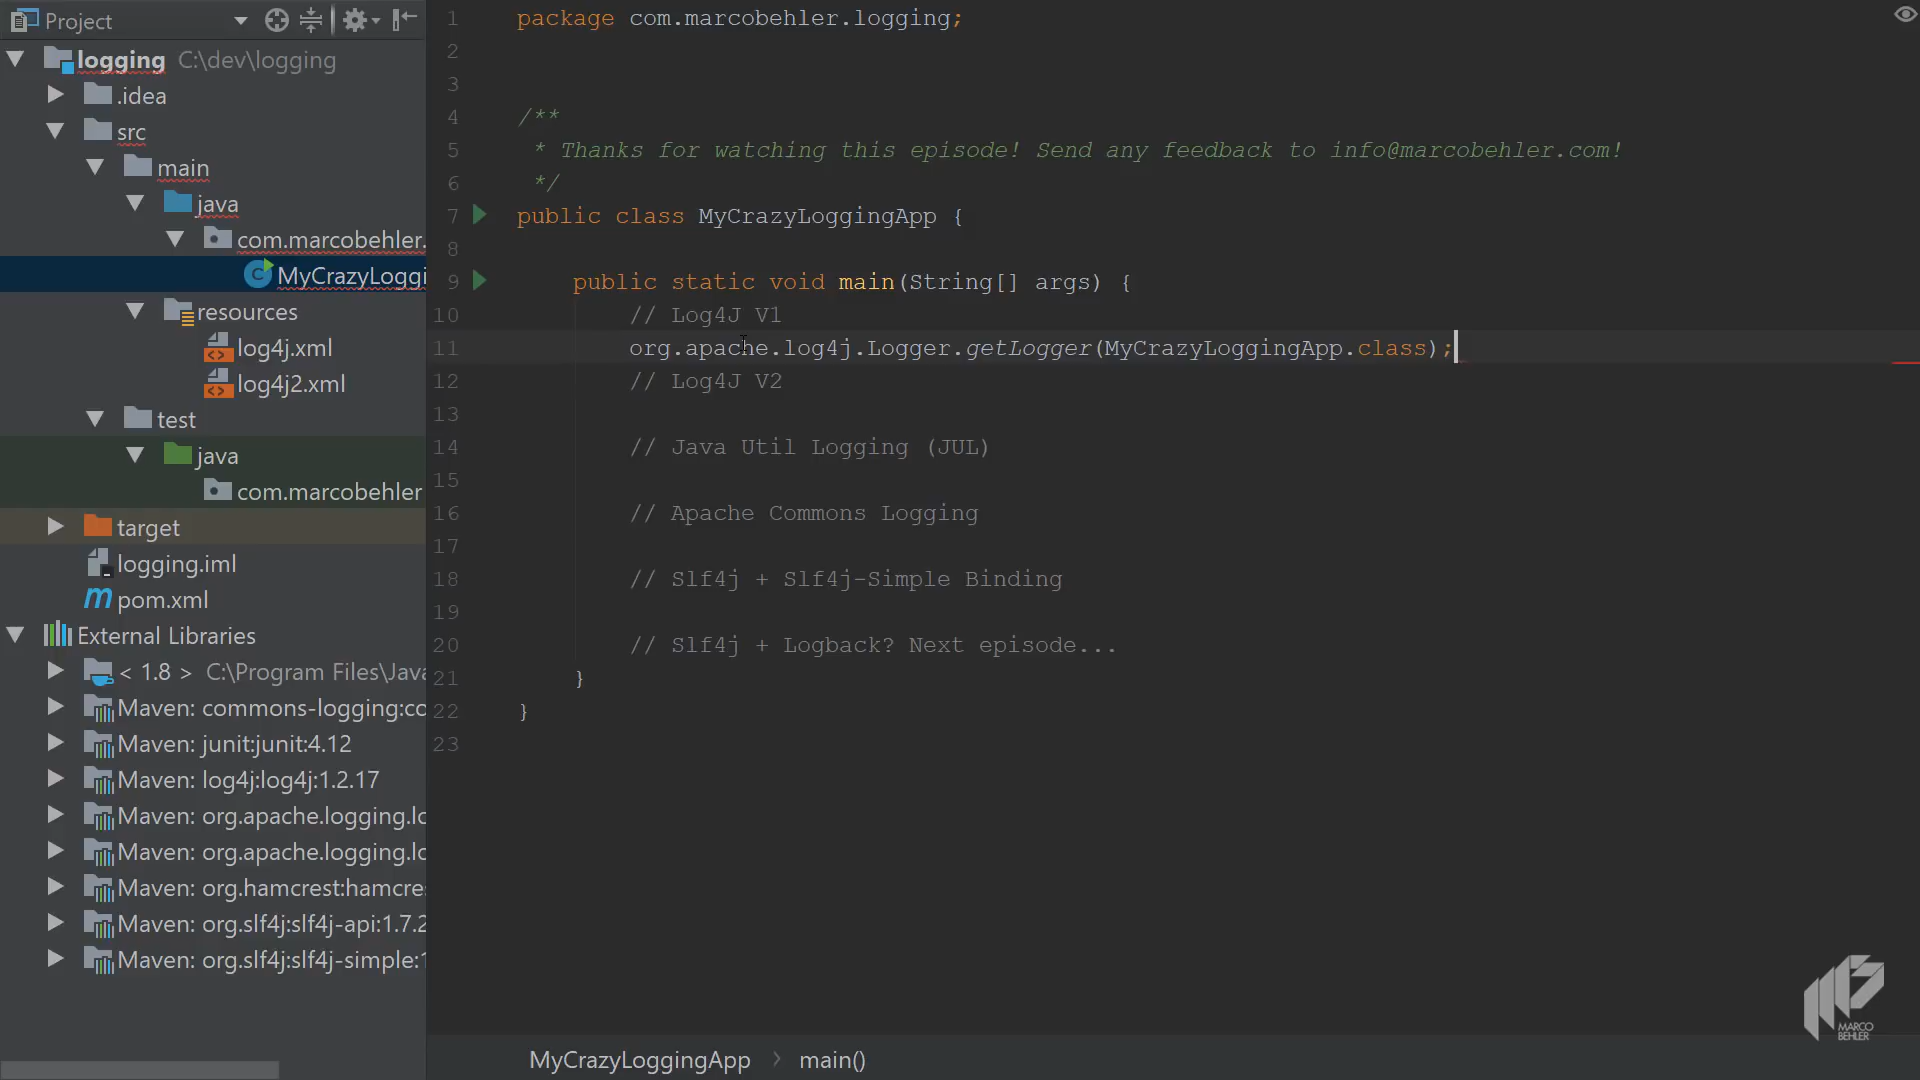 Project
logging C:\dev\logging
.idea
src
main
java
com.marcobehler.
MyCrazyLoggi
resources
log4j.xml
log4j2.xml
test
java
com.marcobehler
target
logging.iml
pom.xml
External Libraries
< 1.8 > C:\Program Files\Java
Maven: commons-logging:co
Maven: junit:junit:4.12
Maven: log4j:log4j:1.2.17
Maven: org.apache.logging.lo
Maven: org.apache.logging.lo
Maven: org.hamcrest:hamcres
Maven: org.slf4j:slf4j-api:1.7.2
Maven: org.slf4j:slf4j-simple:1
1 package com.marcobehler.logging;
2
3
4 /**
5 * Thanks for watching this episode! Send any feedback to info@marcobehler.com!
6 */
7 public class MyCrazyLoggingApp {
8
9 public static void main(String[] args) {
10 // Log4J V1
11 org.apache.log4j.Logger.getLogger(MyCrazyLoggingApp.class);
12 // Log4J V2
13
14 // Java Util Logging (JUL)
15
16 // Apache Commons Logging
17
18 // Slf4j + Slf4j-Simple Binding
19
20 // Slf4j + Logback? Next episode...
21 }
22 }
23
MyCrazyLoggingApp > main()
MARCO
BEHLER